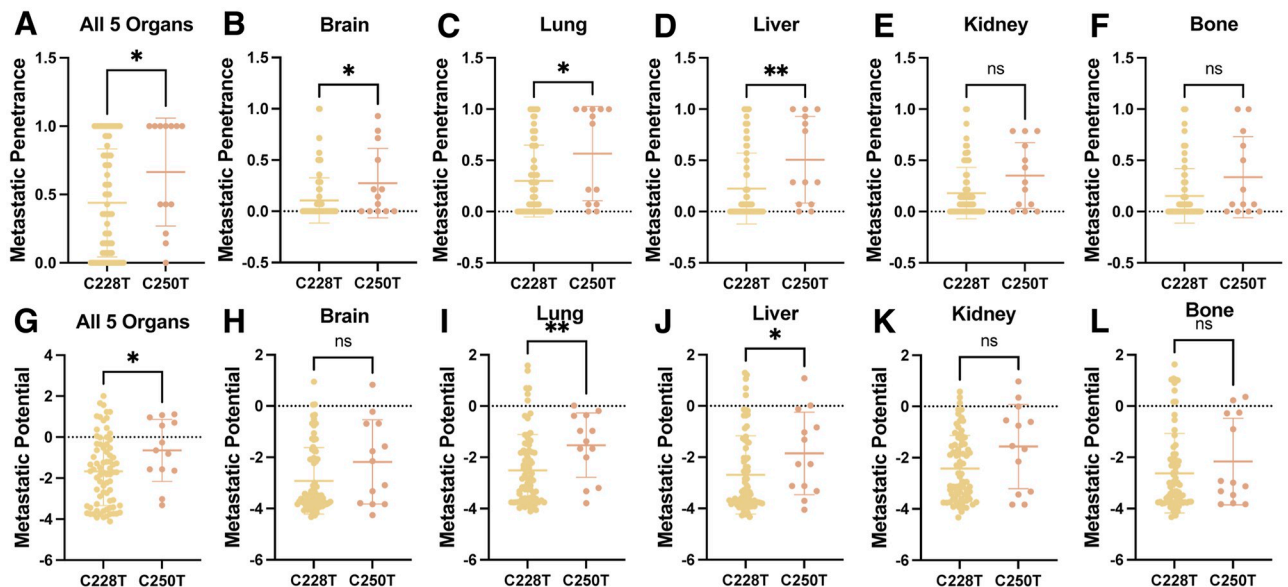 A All 5 Organs
Metastatic Penetrance
1.5
1.0
0.5
0.0
*
C228T C250T
B Brain
Metastatic Penetrance
1.5
1.0
0.5
0.0
-0.5
*
C228T C250T
C Lung
Metastatic Penetrance
1.5
1.0
0.5
0.0
-0.5
*
C228T C250T
D Liver
Metastatic Penetrance
1.5
1.0
0.5
0.0
-0.5
**
C228T C250T
E Kidney
Metastatic Penetrance
1.5
1.0
0.5
0.0
-0.5
ns
C228T C250T
F Bone
Metastatic Penetrance
1.5
1.0
0.5
0.0
-0.5
ns
C228T C250T
G All 5 Organs
Metastatic Potential
4
2
0
-2
-4
-6
*
C228T C250T
H Brain
Metastatic Potential
2
0
-2
-4
-6
ns
C228T C250T
I Lung
Metastatic Potential
2
0
-2
-4
-6
**
C228T C250T
J Liver
Metastatic Potential
2
0
-2
-4
-6
*
C228T C250T
K Kidney
Metastatic Potential
2
0
-2
-4
-6
ns
C228T C250T
L Bone
Metastatic Potential
2
0
-2
-4
-6
ns
C228T C250T